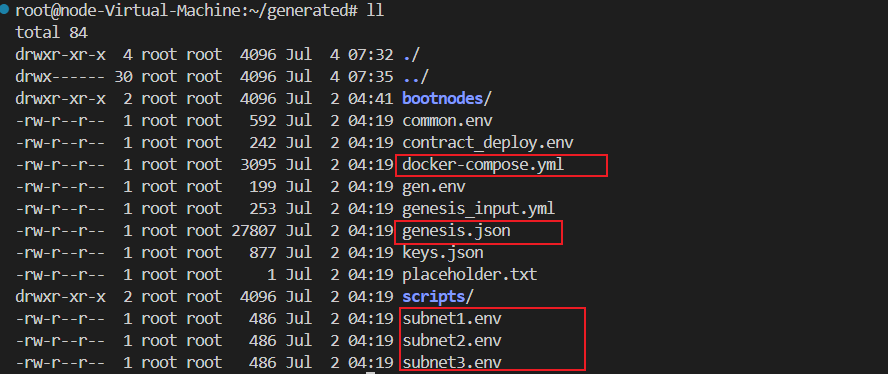 root@node-Virtual-Machine:~/generated# ll
total 84
drwxr-xr-x  4 root root  4096 Jul  4 07:32 ./
drwx------ 30 root root  4096 Jul  4 07:35 ../
drwxr-xr-x  2 root root  4096 Jul  2 04:41 bootnodes/
-rw-r--r--  1 root root   592 Jul  2 04:19 common.env
-rw-r--r--  1 root root   242 Jul  2 04:19 contract_deploy.env
-rw-r--r--  1 root root  3095 Jul  2 04:19 docker-compose.yml
-rw-r--r--  1 root root   199 Jul  2 04:19 gen.env
-rw-r--r--  1 root root   253 Jul  2 04:19 genesis_input.yml
-rw-r--r--  1 root root 27807 Jul  2 04:19 genesis.json
-rw-r--r--  1 root root   877 Jul  2 04:19 keys.json
-rw-r--r--  1 root root     1 Jul  2 04:19 placeholder.txt
drwxr-xr-x  2 root root  4096 Jul  2 04:19 scripts/
-rw-r--r--  1 root root   486 Jul  2 04:19 subnet1.env
-rw-r--r--  1 root root   486 Jul  2 04:19 subnet2.env
-rw-r--r--  1 root root   486 Jul  2 04:19 subnet3.env